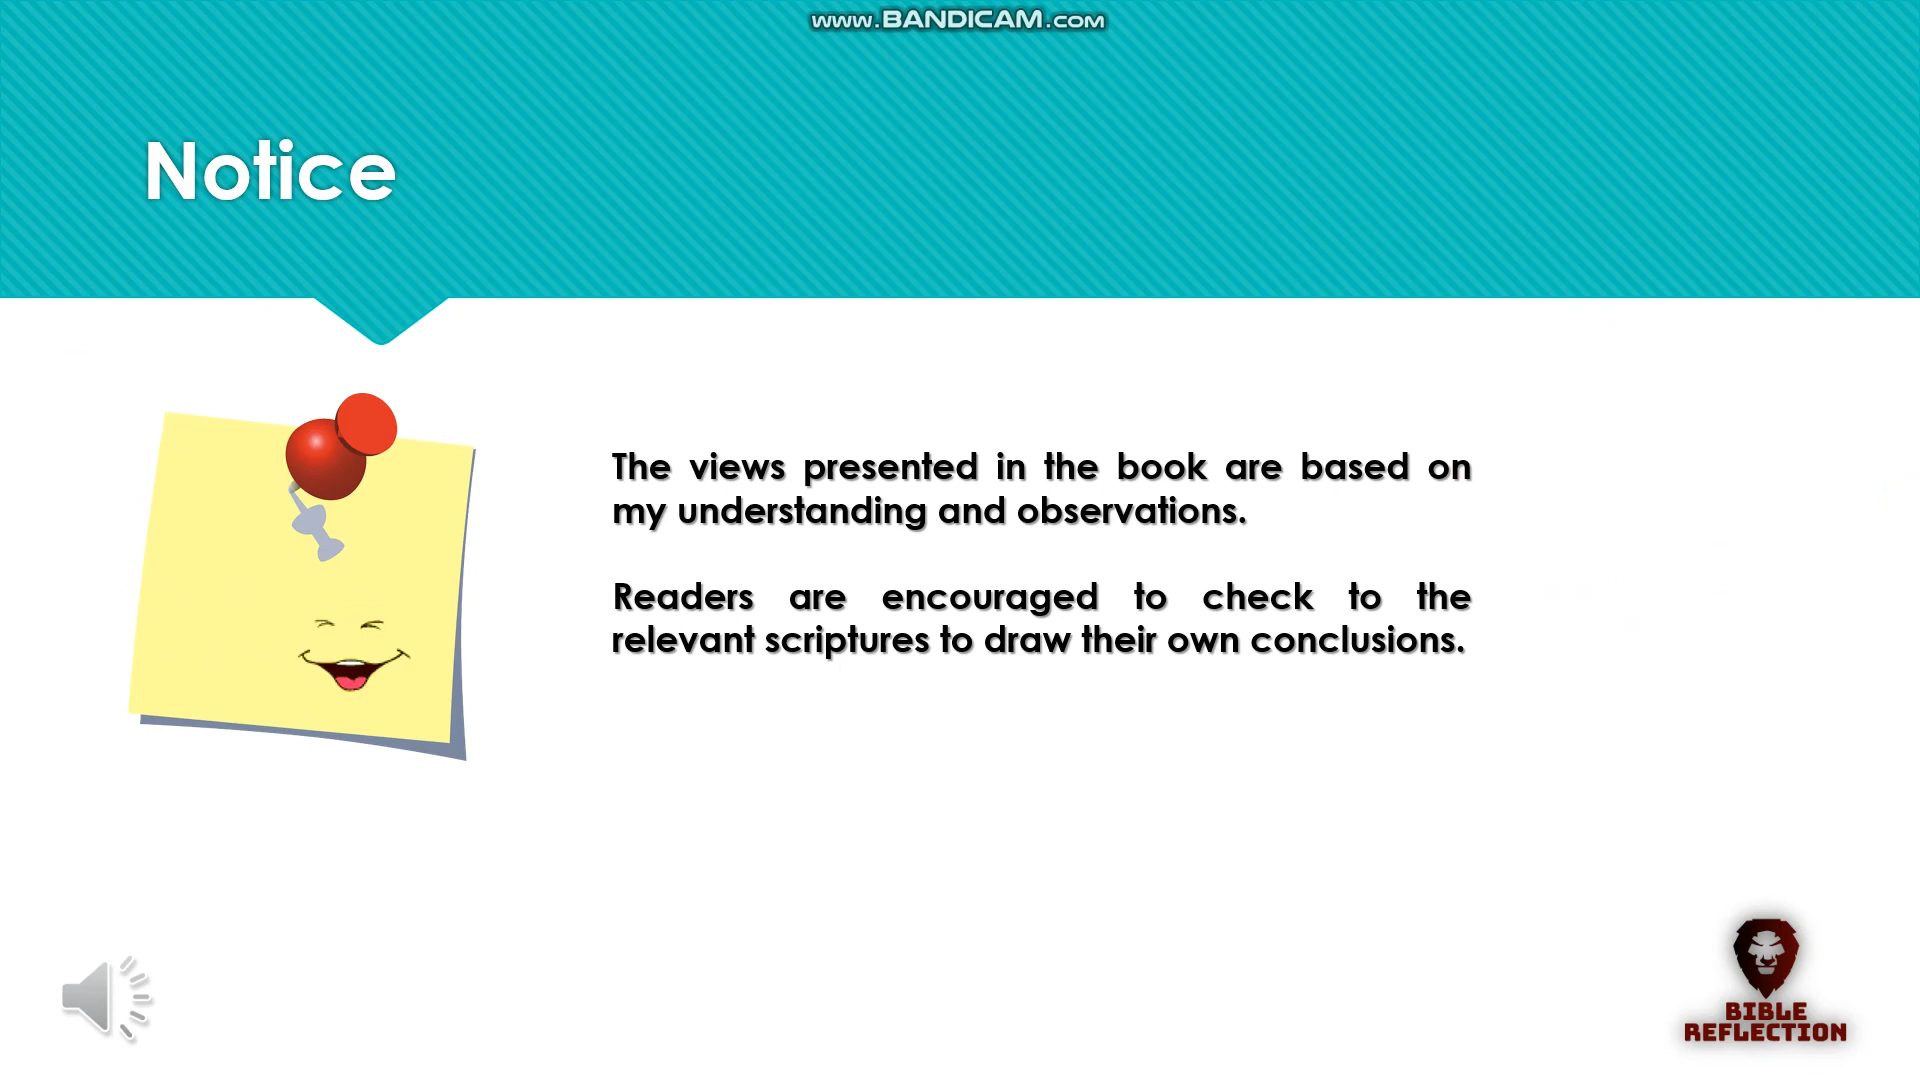 www.BANDICAM.com
Notice
The views presented in the book are based on
my understanding and observations.
Readers are encouraged to check to the
relevant scriptures to draw their own conclusions.
BIBLE
REFLECTION